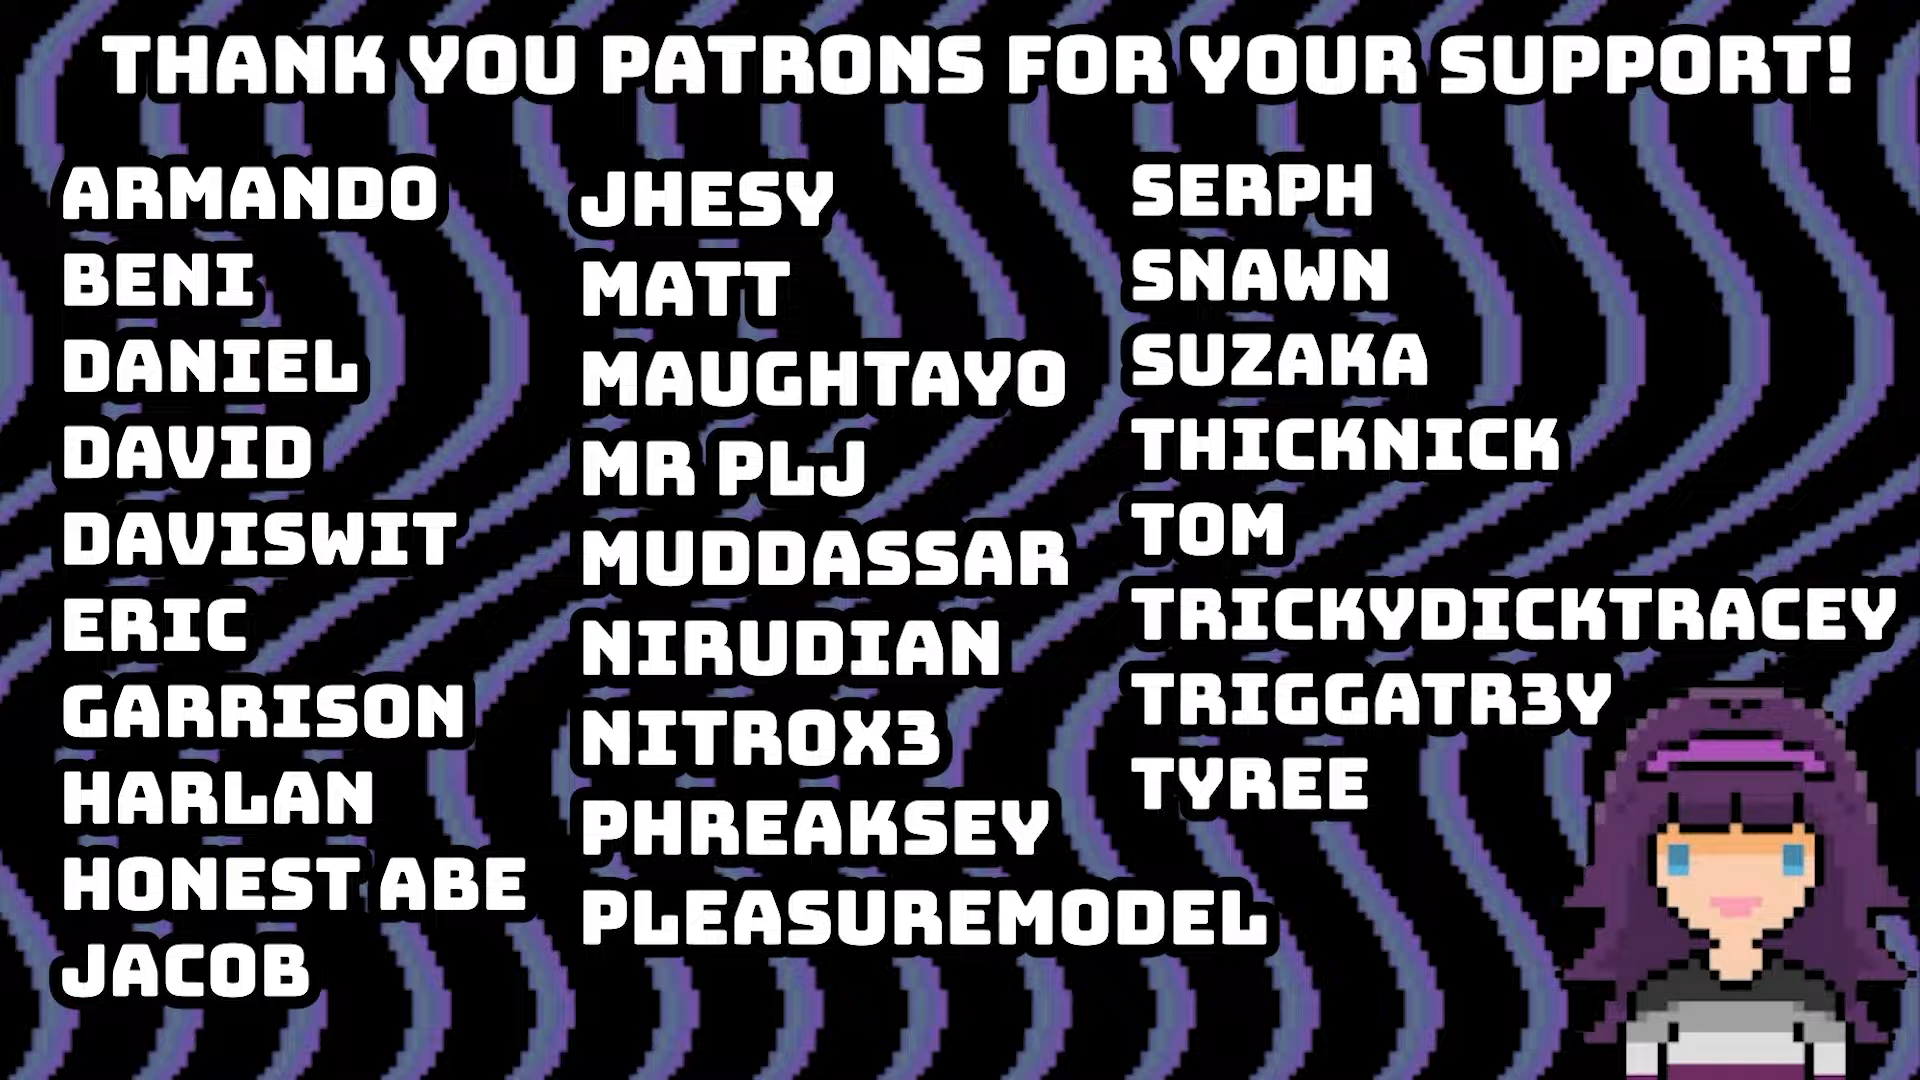 THANK YOU PATRONS FOR YOUR SUPPORT!
ARMANDO
BENI
DANIEL
DAVID
DAVISWIT
ERIC
GARRISON
HARLAN
HONEST ABE
JACOB
JHESY
MATT
MAUGHTAYO
MR PLJ
MUDDASSAR
NIRUDIAN
NITROX3
PHREAKSEY
PLEASUREMODEL
SERPH
SNAWN
SUZAKA
THICKNICK
TOM
TRICKYDICKTRACEY
TRIGGATR3Y
TYREE